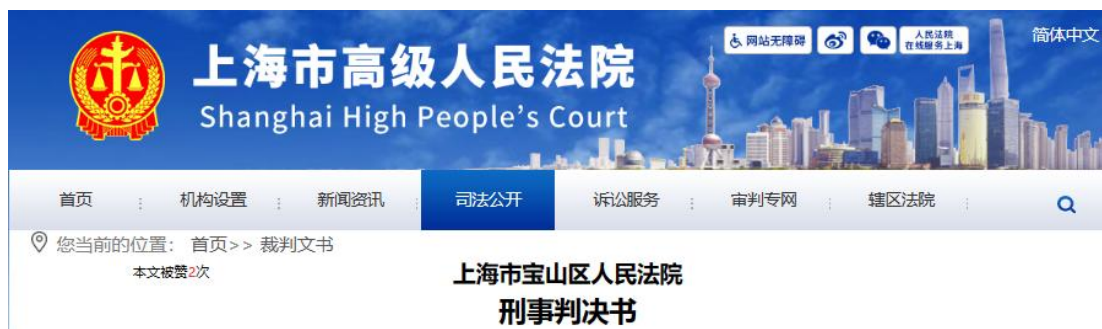 网站无障碍
人民法院
在线服务上海
简体中文
上海市高级人民法院
Shanghai High People's Court
首页 机构设置 新闻资讯 司法公开 诉讼服务 审判专网 辖区法院
您当前的位置： 首页>> 裁判文书
本文被赞2次
上海市宝山区人民法院
刑事判决书